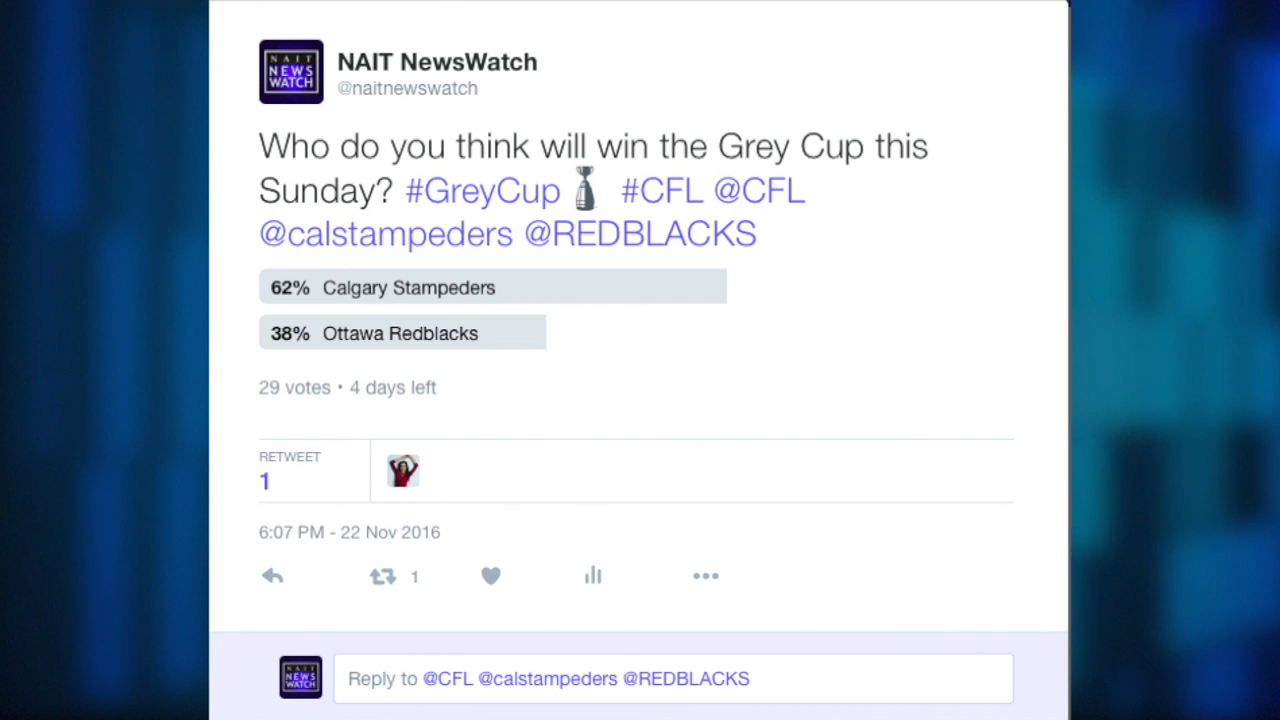 NAIT
NEWS
WATCH
NAIT NewsWatch
@naitnewswatch
Who do you think will win the Grey Cup this
Sunday? #GreyCup #CFL @CFL
@calstampeders @REDBLACKS
62% Calgary Stampeders
38% Ottawa Redblacks
29 votes • 4 days left
RETWEET
1
6:07 PM - 22 Nov 2016
1
NAIT
NEWS
WATCH
Reply to @CFL @calstampeders @REDBLACKS